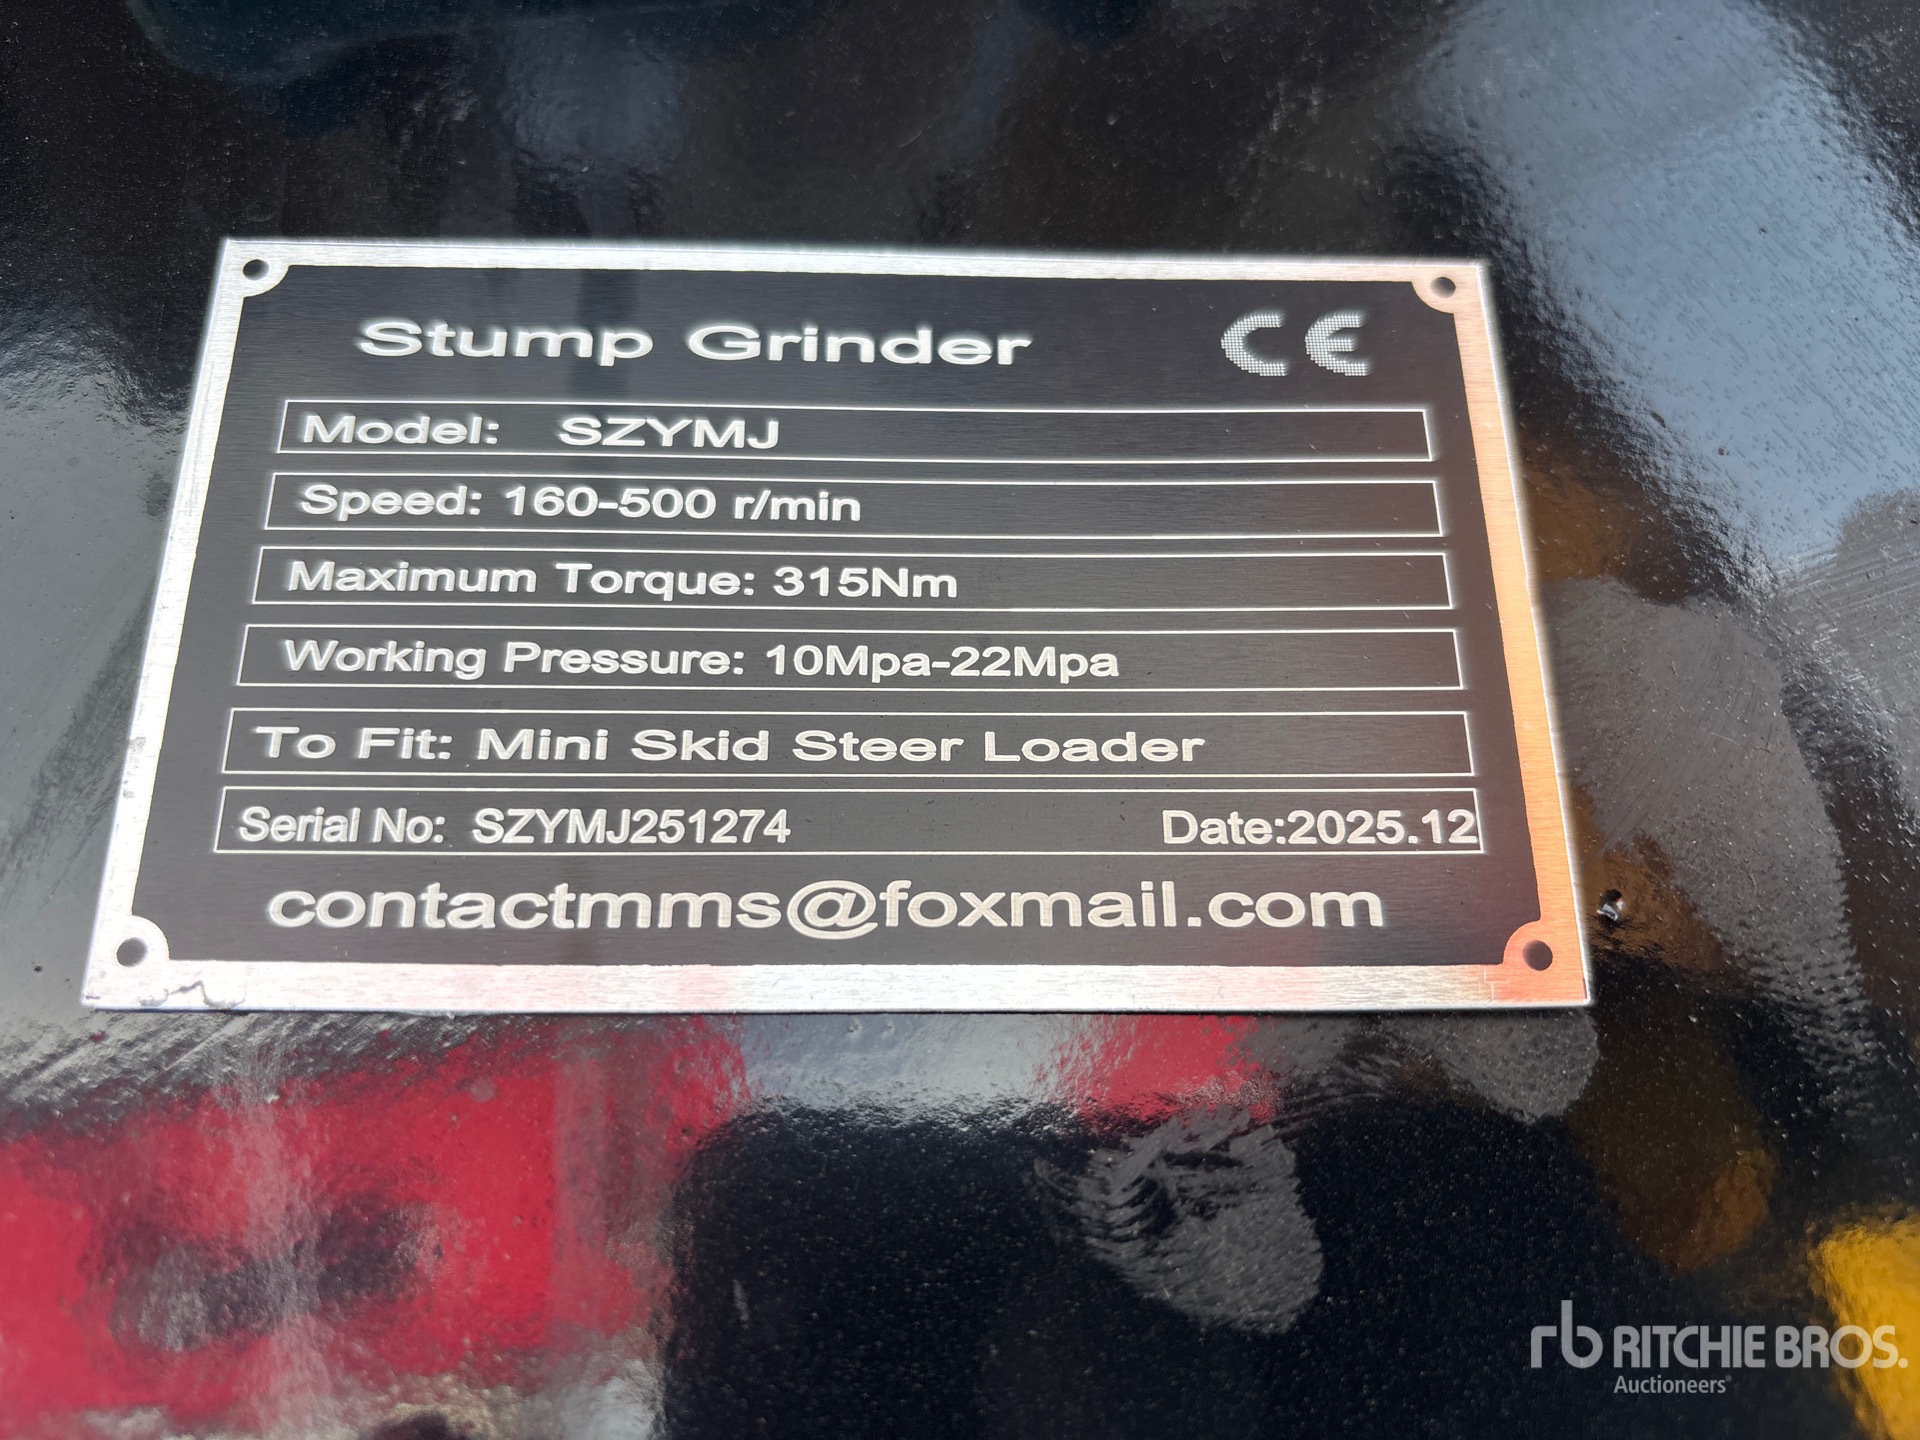 Stump Grinder CE
Model: SZYMJ
Speed: 160-500 r/min
Maximum Torque: 315Nm
Working Pressure: 10Mpa-22Mpa
To Fit: Mini Skid Steer Loader
Serial No: SZYMJ251274 Date:2025.12
contactmms@foxmail.com
rb RITCHIE BROS.
Auctioneers